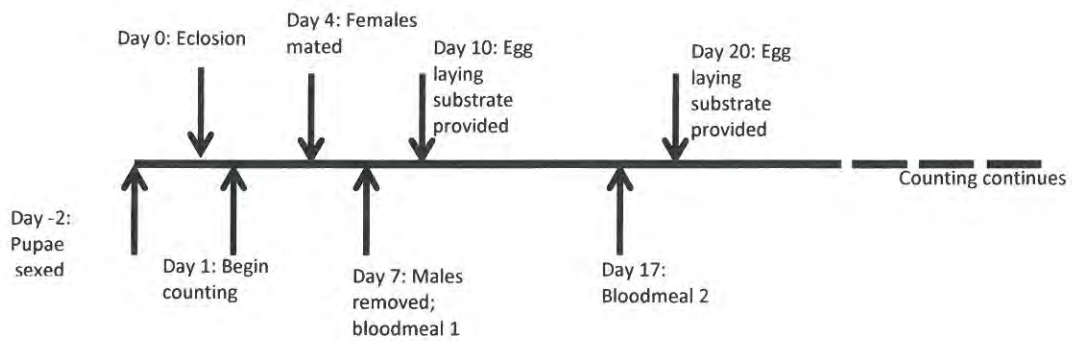 Day 0: Eclosion
Day 4: Females
mated
Day 10: Egg
laying
substrate
provided
Day 20: Egg
laying
substrate
provided
Counting continues
Day -2:
Pupae
sexed
Day 1: Begin
counting
Day 7: Males
removed;
bloodmeal 1
Day 17:
Bloodmeal 2